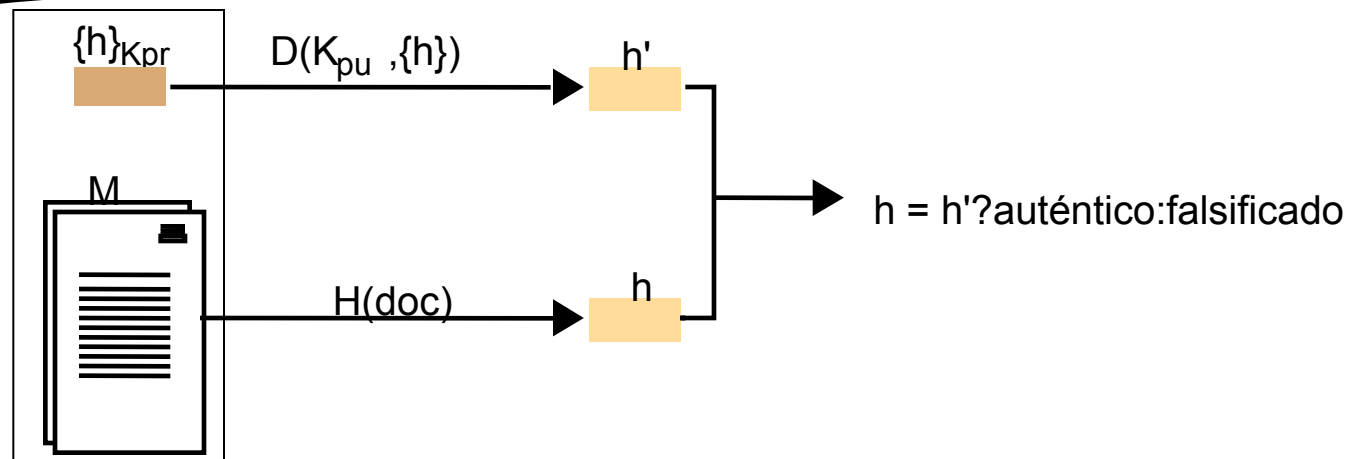 {h}Kpr
D(Kpu ,{h})
h'
M
H(doc)
h
h = h'?auténtico:falsificado